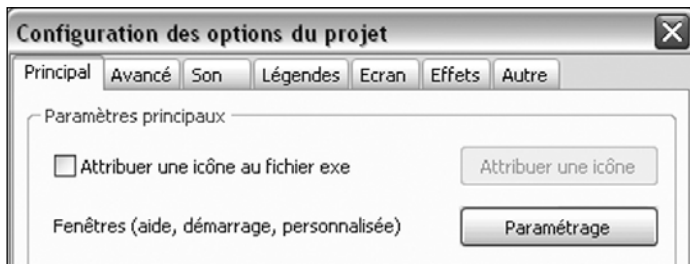 Configuration des options du projet
Principal Avancé Son Légendes Ecran Effets Autre
Paramètres principaux
Attribuer une icône au fichier exe Attribuer une icône
Fenêtres (aide, démarrage, personnalisée) Paramétrage